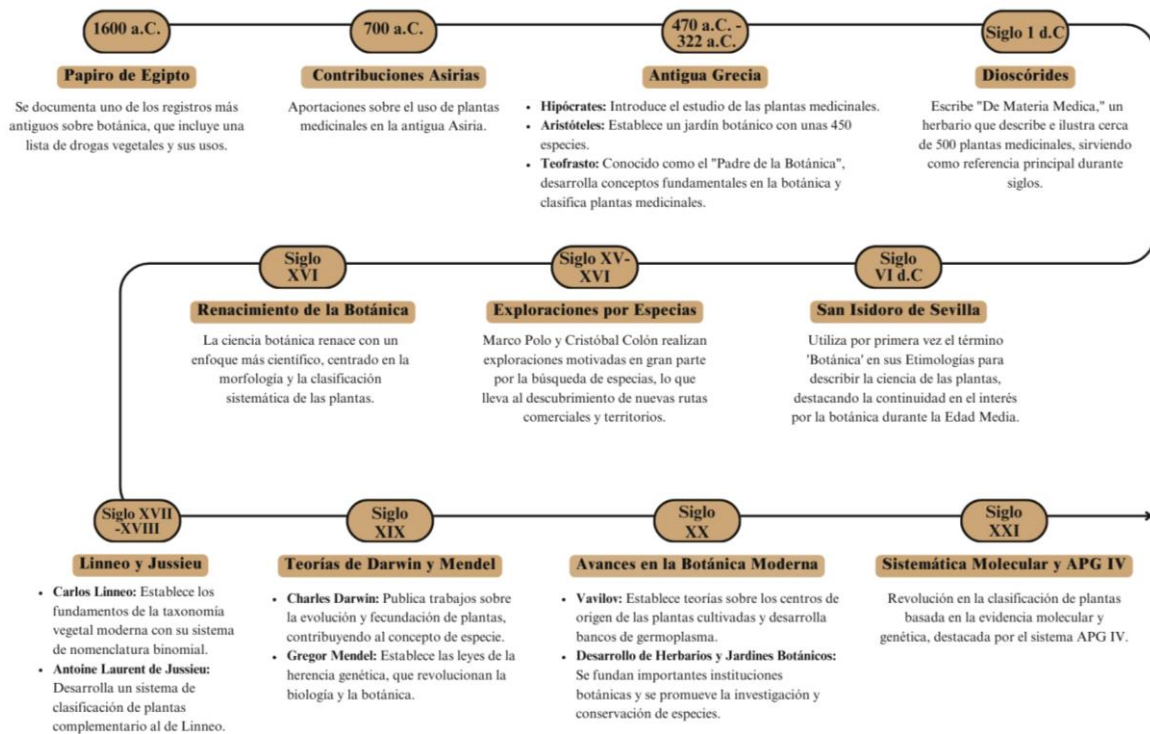 1600 a.C.
Papiro de Egipto
Se documenta uno de los registros más
antiguos sobre botánica, que incluye una
lista de drogas vegetales y sus usos.
700 a.C.
Contribuciones Asirias
Aportaciones sobre el uso de plantas
medicinales en la antigua Asiria.
470 a.C. -
322 a.C.
Antigua Grecia
• Hipócrates: Introduce el estudio de las plantas medicinales.
• Aristóteles: Establece un jardín botánico con unas 450
especies.
• Teofrasto: Conocido como el "Padre de la Botánica",
desarrolla conceptos fundamentales en la botánica y
clasifica plantas medicinales.
Siglo 1 d.C
Dioscórides
Escribe "De Materia Medica," un
herbario que describe e ilustra cerca
de 500 plantas medicinales, sirviendo
como referencia principal durante
siglos.
Siglo
VI d.C
San Isidoro de Sevilla
Utiliza por primera vez el término
'Botánica' en sus Etimologías para
describir la ciencia de las plantas,
destacando la continuidad en el interés
por la botánica durante la Edad Media.
Siglo XV-
XVI
Exploraciones por Especias
Marco Polo y Cristóbal Colón realizan
exploraciones motivadas en gran parte
por la búsqueda de especias, lo que
lleva al descubrimiento de nuevas rutas
comerciales y territorios.
Siglo
XVI
Renacimiento de la Botánica
La ciencia botánica renace con un
enfoque más científico, centrado en la
morfología y la clasificación
sistemática de las plantas.
Siglo XVII
-XVIII
Linneo y Jussieu
• Carlos Linneo: Establece los
fundamentos de la taxonomía
vegetal moderna con su sistema
de nomenclatura binomial.
• Antoine Laurent de Jussieu:
Desarrolla un sistema de
clasificación de plantas
complementario al de Linneo.
Siglo
XIX
Teorías de Darwin y Mendel
• Charles Darwin: Publica trabajos sobre
la evolución y fecundación de plantas,
contribuyendo al concepto de especie.
• Gregor Mendel: Establece las leyes de la
herencia genética, que revolucionan la
biología y la botánica.
Siglo
XX
Avances en la Botánica Moderna
• Vavilov: Establece teorías sobre los centros de
origen de las plantas cultivadas y desarrolla
bancos de germoplasma.
• Desarrollo de Herbarios y Jardines Botánicos:
Se fundan importantes instituciones
botánicas y se promueve la investigación y
conservación de especies.
Siglo
XXI
Sistemática Molecular y APG IV
Revolución en la clasificación de plantas
basada en la evidencia molecular y
genética, destacada por el sistema APG IV.